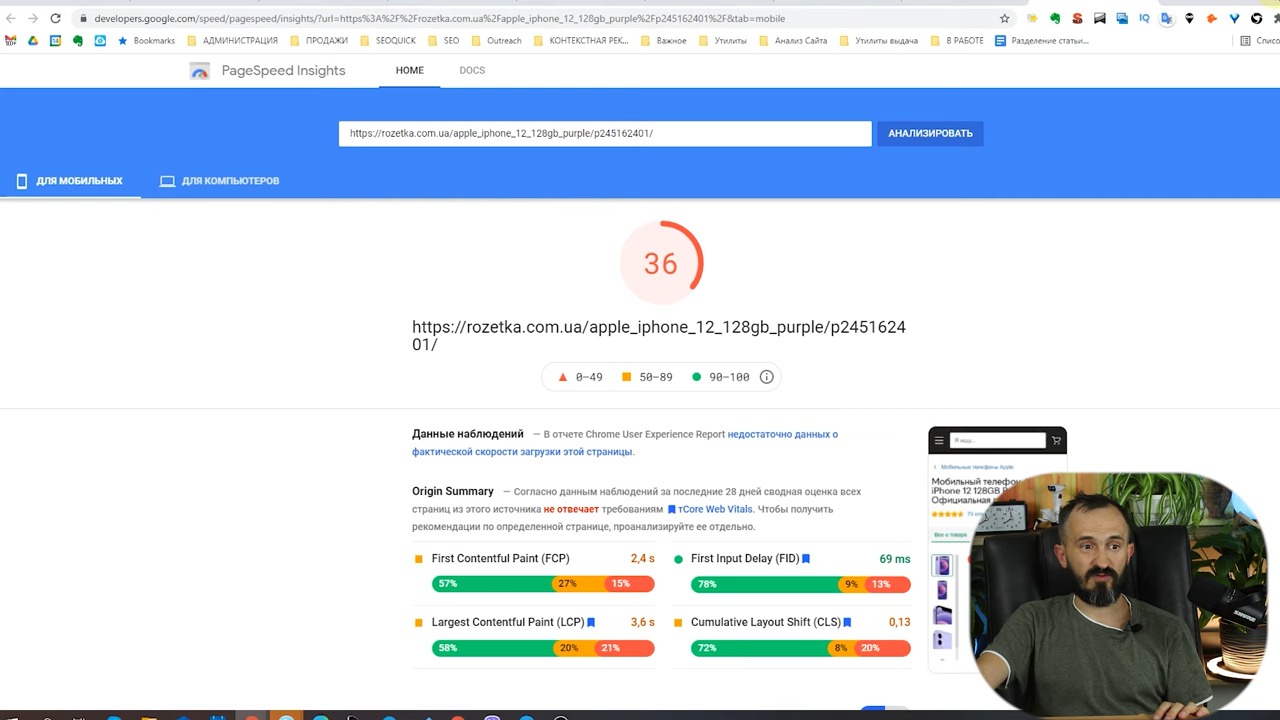 developers.google.com/speed/pagespeed/insights/?url=https%3A%2F%2Frozetka.com.ua%2Fapple_iphone_12_128gb_purple%2Fp245162401%2F&tab=mobile
Bookmarks АДМИНИСТРАЦИЯ ПРОДАЖИ SEOQUICK SEO Outreach КОНТЕКСТНАЯ РЕК... Важное Утилиты Анализ Сайта Утилиты выдача В РАБОТЕ Разделение статьи...
PageSpeed Insights HOME DOCS
https://rozetka.com.ua/apple_iphone_12_128gb_purple/p245162401/ АНАЛИЗИРОВАТЬ
ДЛЯ МОБИЛЬНЫХ ДЛЯ КОМПЬЮТЕРОВ
36
https://rozetka.com.ua/apple_iphone_12_128gb_purple/p2451624
01/
0–49 50–89 90–100
Данные наблюдений — В отчете Chrome User Experience Report недостаточно данных о
фактической скорости загрузки этой страницы.
Origin Summary — Согласно данным наблюдений за последние 28 дней сводная оценка всех
страниц из этого источника не отвечает требованиям тCore Web Vitals. Чтобы получить
рекомендации по определенной странице, проанализируйте ее отдельно.
First Contentful Paint (FCP) 2,4 s
57% 27% 15%
First Input Delay (FID) 69 ms
78% 9% 13%
Largest Contentful Paint (LCP) 3,6 s
58% 20% 21%
Cumulative Layout Shift (CLS) 0,13
72% 8% 20%
Я ищу...
Мобильные телефоны Apple
Мобильный телефон
iPhone 12 128GB
Официальная
Все о товаре